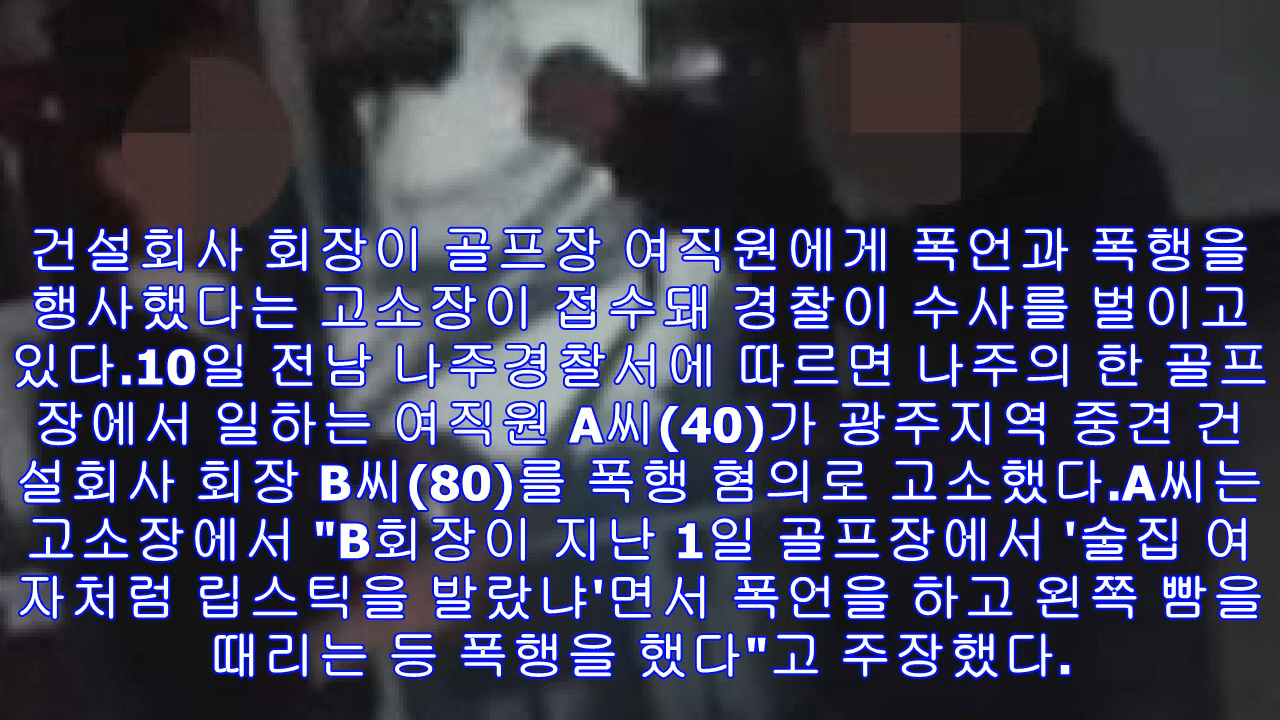 건설회사 회장이 골프장 여직원에게 폭언과 폭행을
행사했다는 고소장이 접수돼 경찰이 수사를 벌이고
있다.10일 전남 나주경찰서에 따르면 나주의 한 골프
장에서 일하는 여직원 A씨(40)가 광주지역 중견 건
설회사 회장 B씨(80)를 폭행 혐의로 고소했다.A씨는
고소장에서 "B회장이 지난 1일 골프장에서 '술집 여
자처럼 립스틱을 발랐냐'면서 폭언을 하고 왼쪽 빰을
때리는 등 폭행을 했다"고 주장했다.